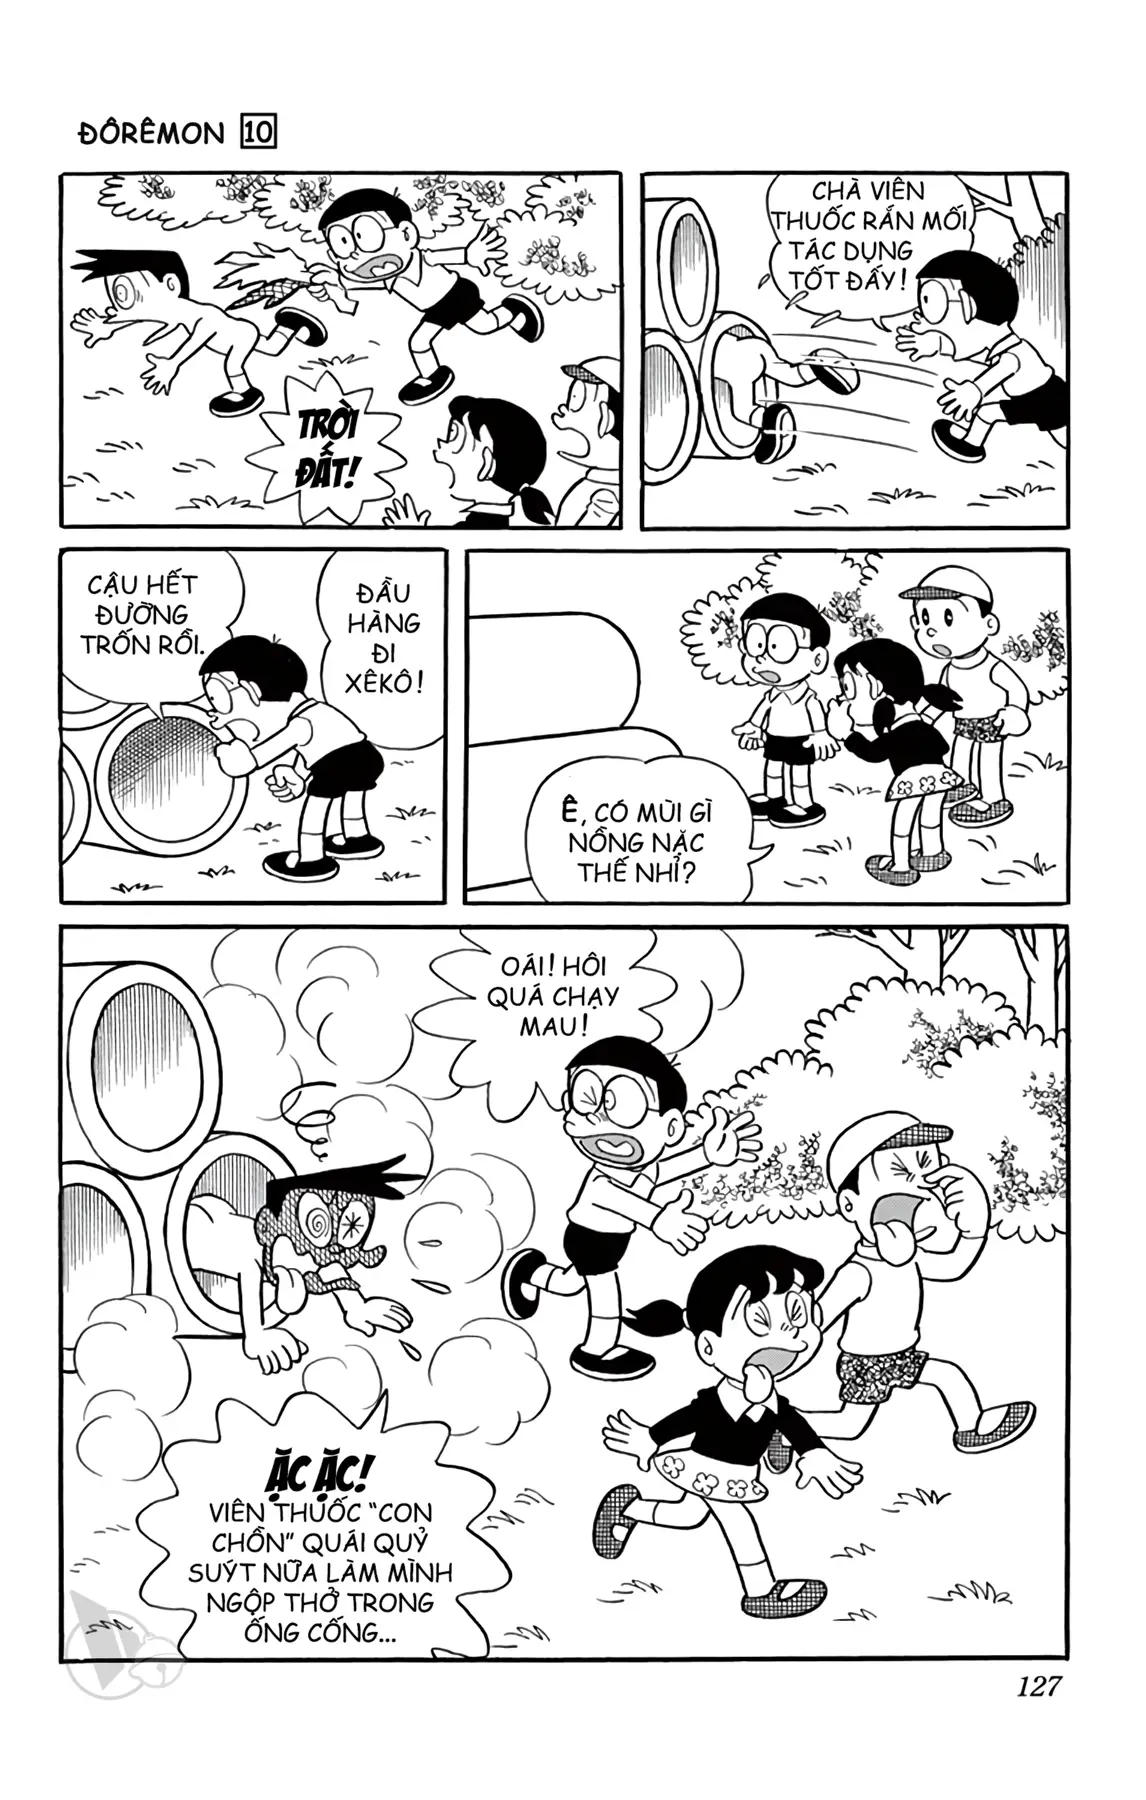 ĐÔRÊMON 10
TRỜI
ĐẤT!
CHÀ VIÊN
THUỐC RẮN MỐI
TÁC DỤNG
TỐT ĐẤY!
CẬU HẾT
ĐƯỜNG
TRỐN RỒI.
ĐẦU
HÀNG
ĐI
XÊKÔ!
Ê, CÓ MÙI GÌ
NỒNG NẶC
THẾ NHỈ?
OÁI! HÔI
QUÁ CHẠY
MAU!
ẶC ẶC!
VIÊN THUỐC “CON
CHỒN” QUÁI QUỶ
SUÝT NỮA LÀM MÌNH
NGỘP THỞ TRONG
ỐNG CỐNG...
127